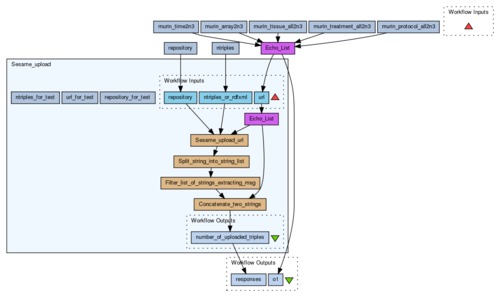 Workflow Inputs
murin_time2n3
murin_array2n3
murin_tissue_all2n3
murin_treatment_all2n3
murin_protocol_all2n3
repository
ntriples
Echo_List
Sesame_upload
Workflow Inputs
ntriples_for_test
url_for_test
repository_for_test
repository
ntriples_or_rdfxml
url
Echo_List
Sesame_upload_url
Split_string_into_string_list
Filter_list_of_strings_extracting_msg
Concatenate_two_strings
Workflow Outputs
number_of_uploaded_triples
Workflow Outputs
responses
o1